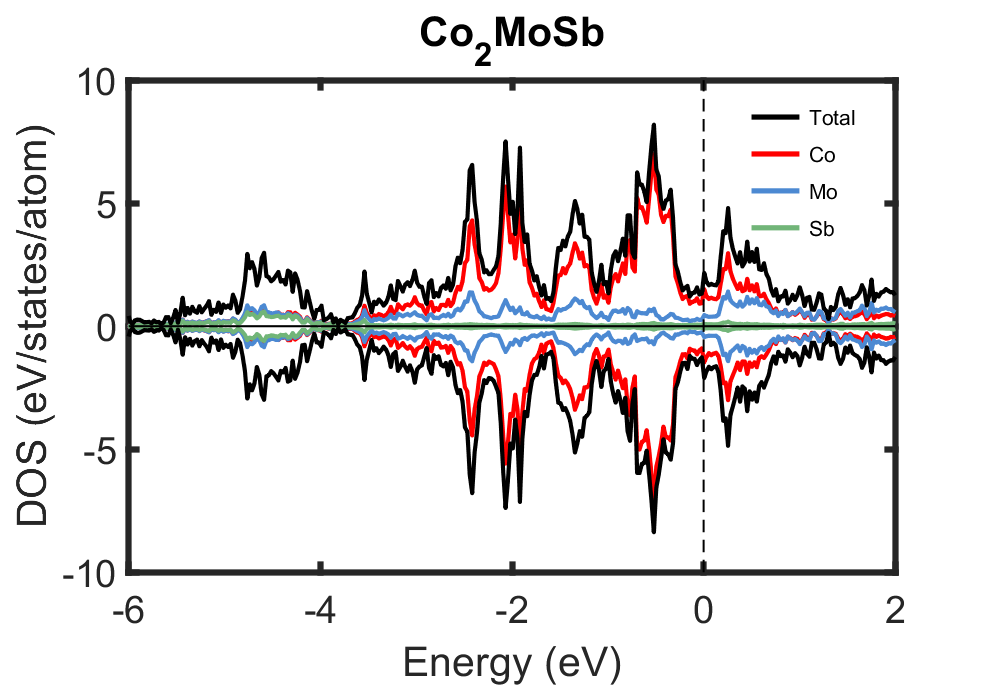 Co₂MoSb
DOS (eV/states/atom)
10
5
0
-5
-10
Total
Co
Mo
Sb
-6 -4 -2 0 2
Energy (eV)